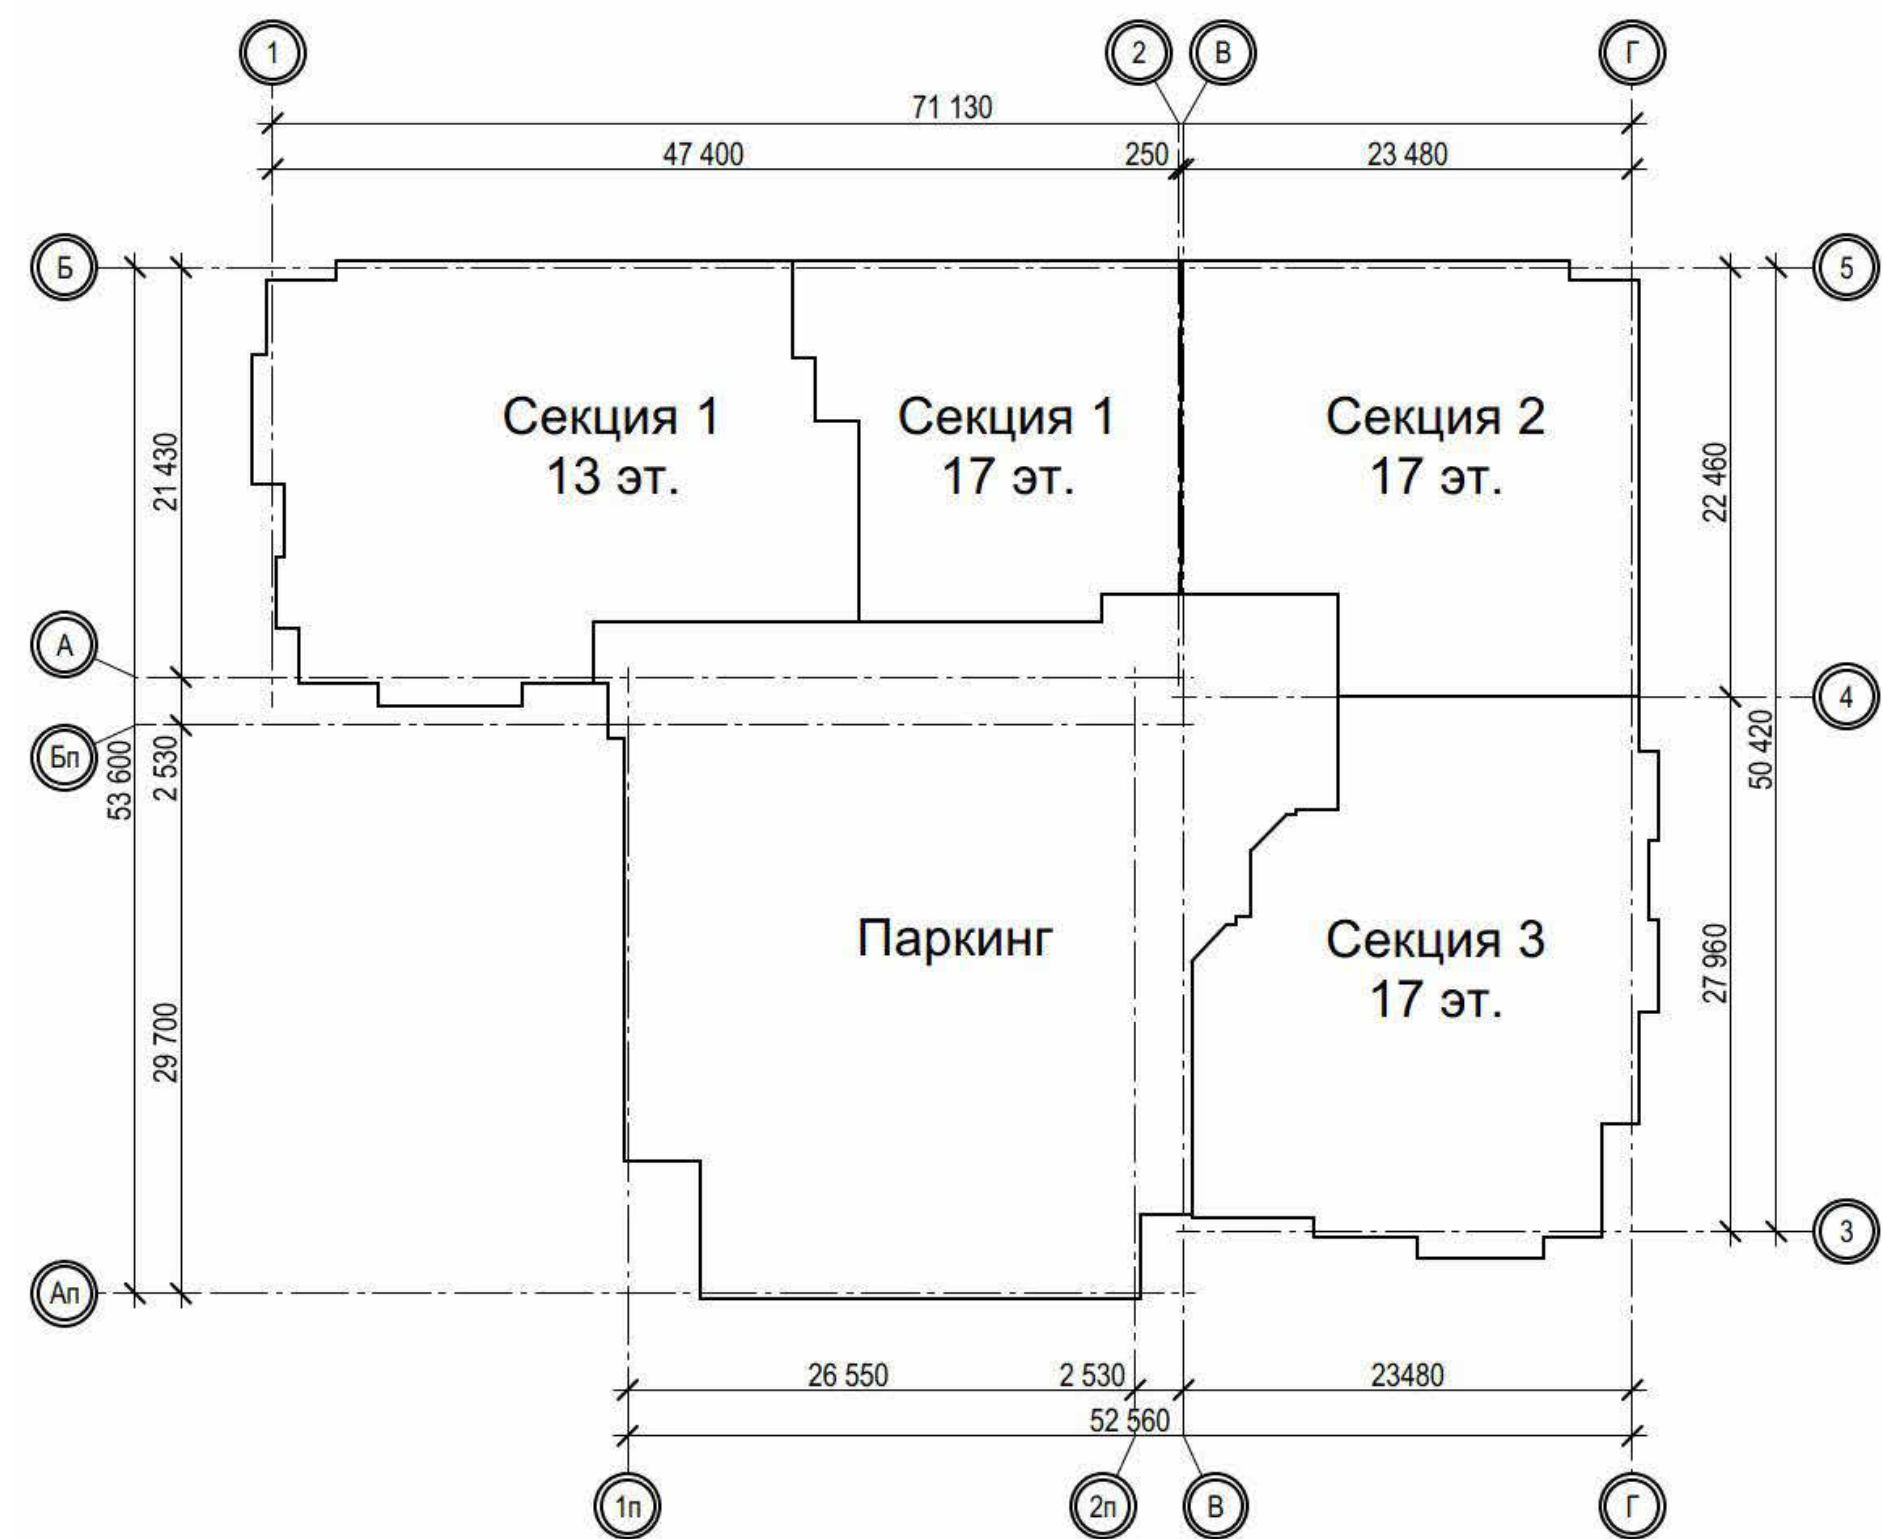 1
2
В
Г
71 130
47 400
250
23 480
Б
5
Секция 1
13 эт.
Секция 1
17 эт.
Секция 2
17 эт.
21 430
22 460
А
4
Бп
53 600
2 530
50 420
Паркинг
Секция 3
17 эт.
29 700
27 960
3
Ап
26 550
2 530
23480
52 560
1п
2п
В
Г